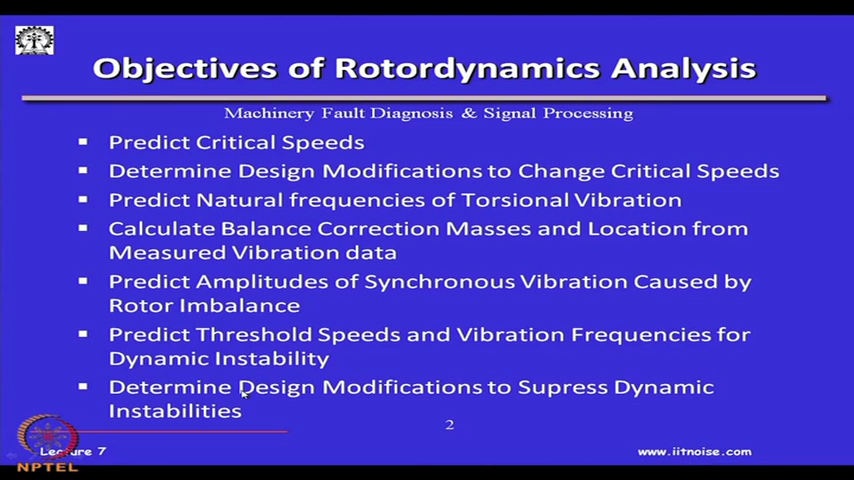 Objectives of Rotordynamics Analysis
Machinery Fault Diagnosis & Signal Processing
▪ Predict Critical Speeds
▪ Determine Design Modifications to Change Critical Speeds
▪ Predict Natural frequencies of Torsional Vibration
▪ Calculate Balance Correction Masses and Location from
Measured Vibration data
▪ Predict Amplitudes of Synchronous Vibration Caused by
Rotor Imbalance
▪ Predict Threshold Speeds and Vibration Frequencies for
Dynamic Instability
▪ Determine Design Modifications to Supress Dynamic
Instabilities
2
Lecture 7
www.iitnoise.com
NPTEL